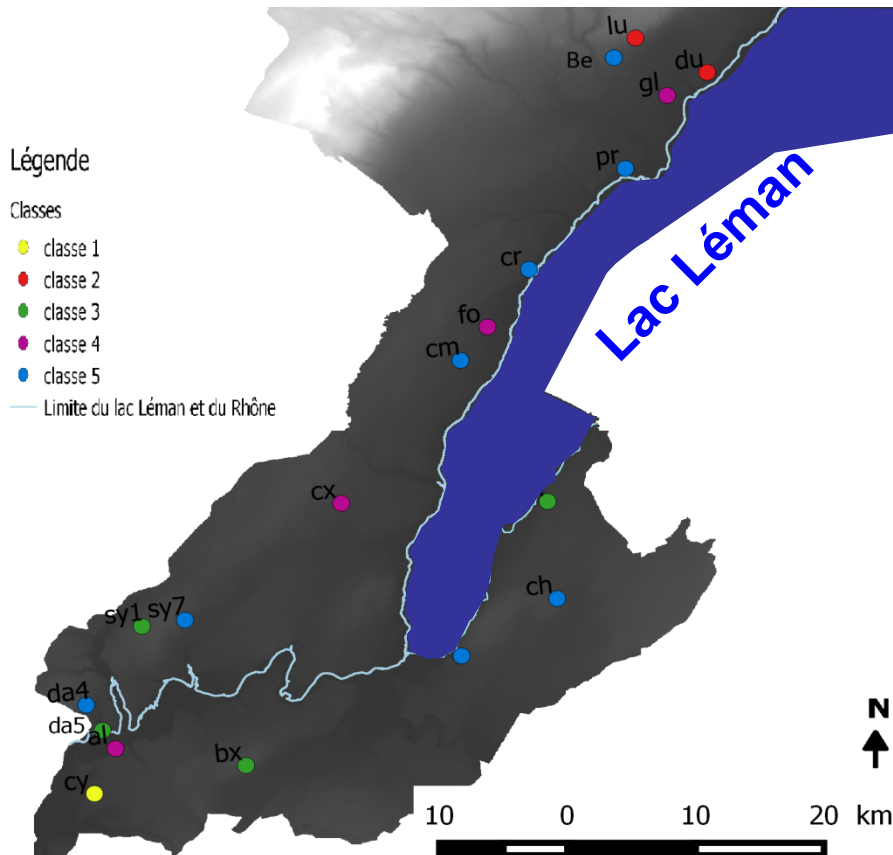 lu
Be
du
gl
Légende
pr
Classes
classe 1
classe 2
cr
Lac Léman
classe 3
fo
classe 4
cm
classe 5
Limite du lac Léman et du Rhône
cx
ch
sy1 sy7
da4
N
da5
al
bx
cy
10 0 10 20 km